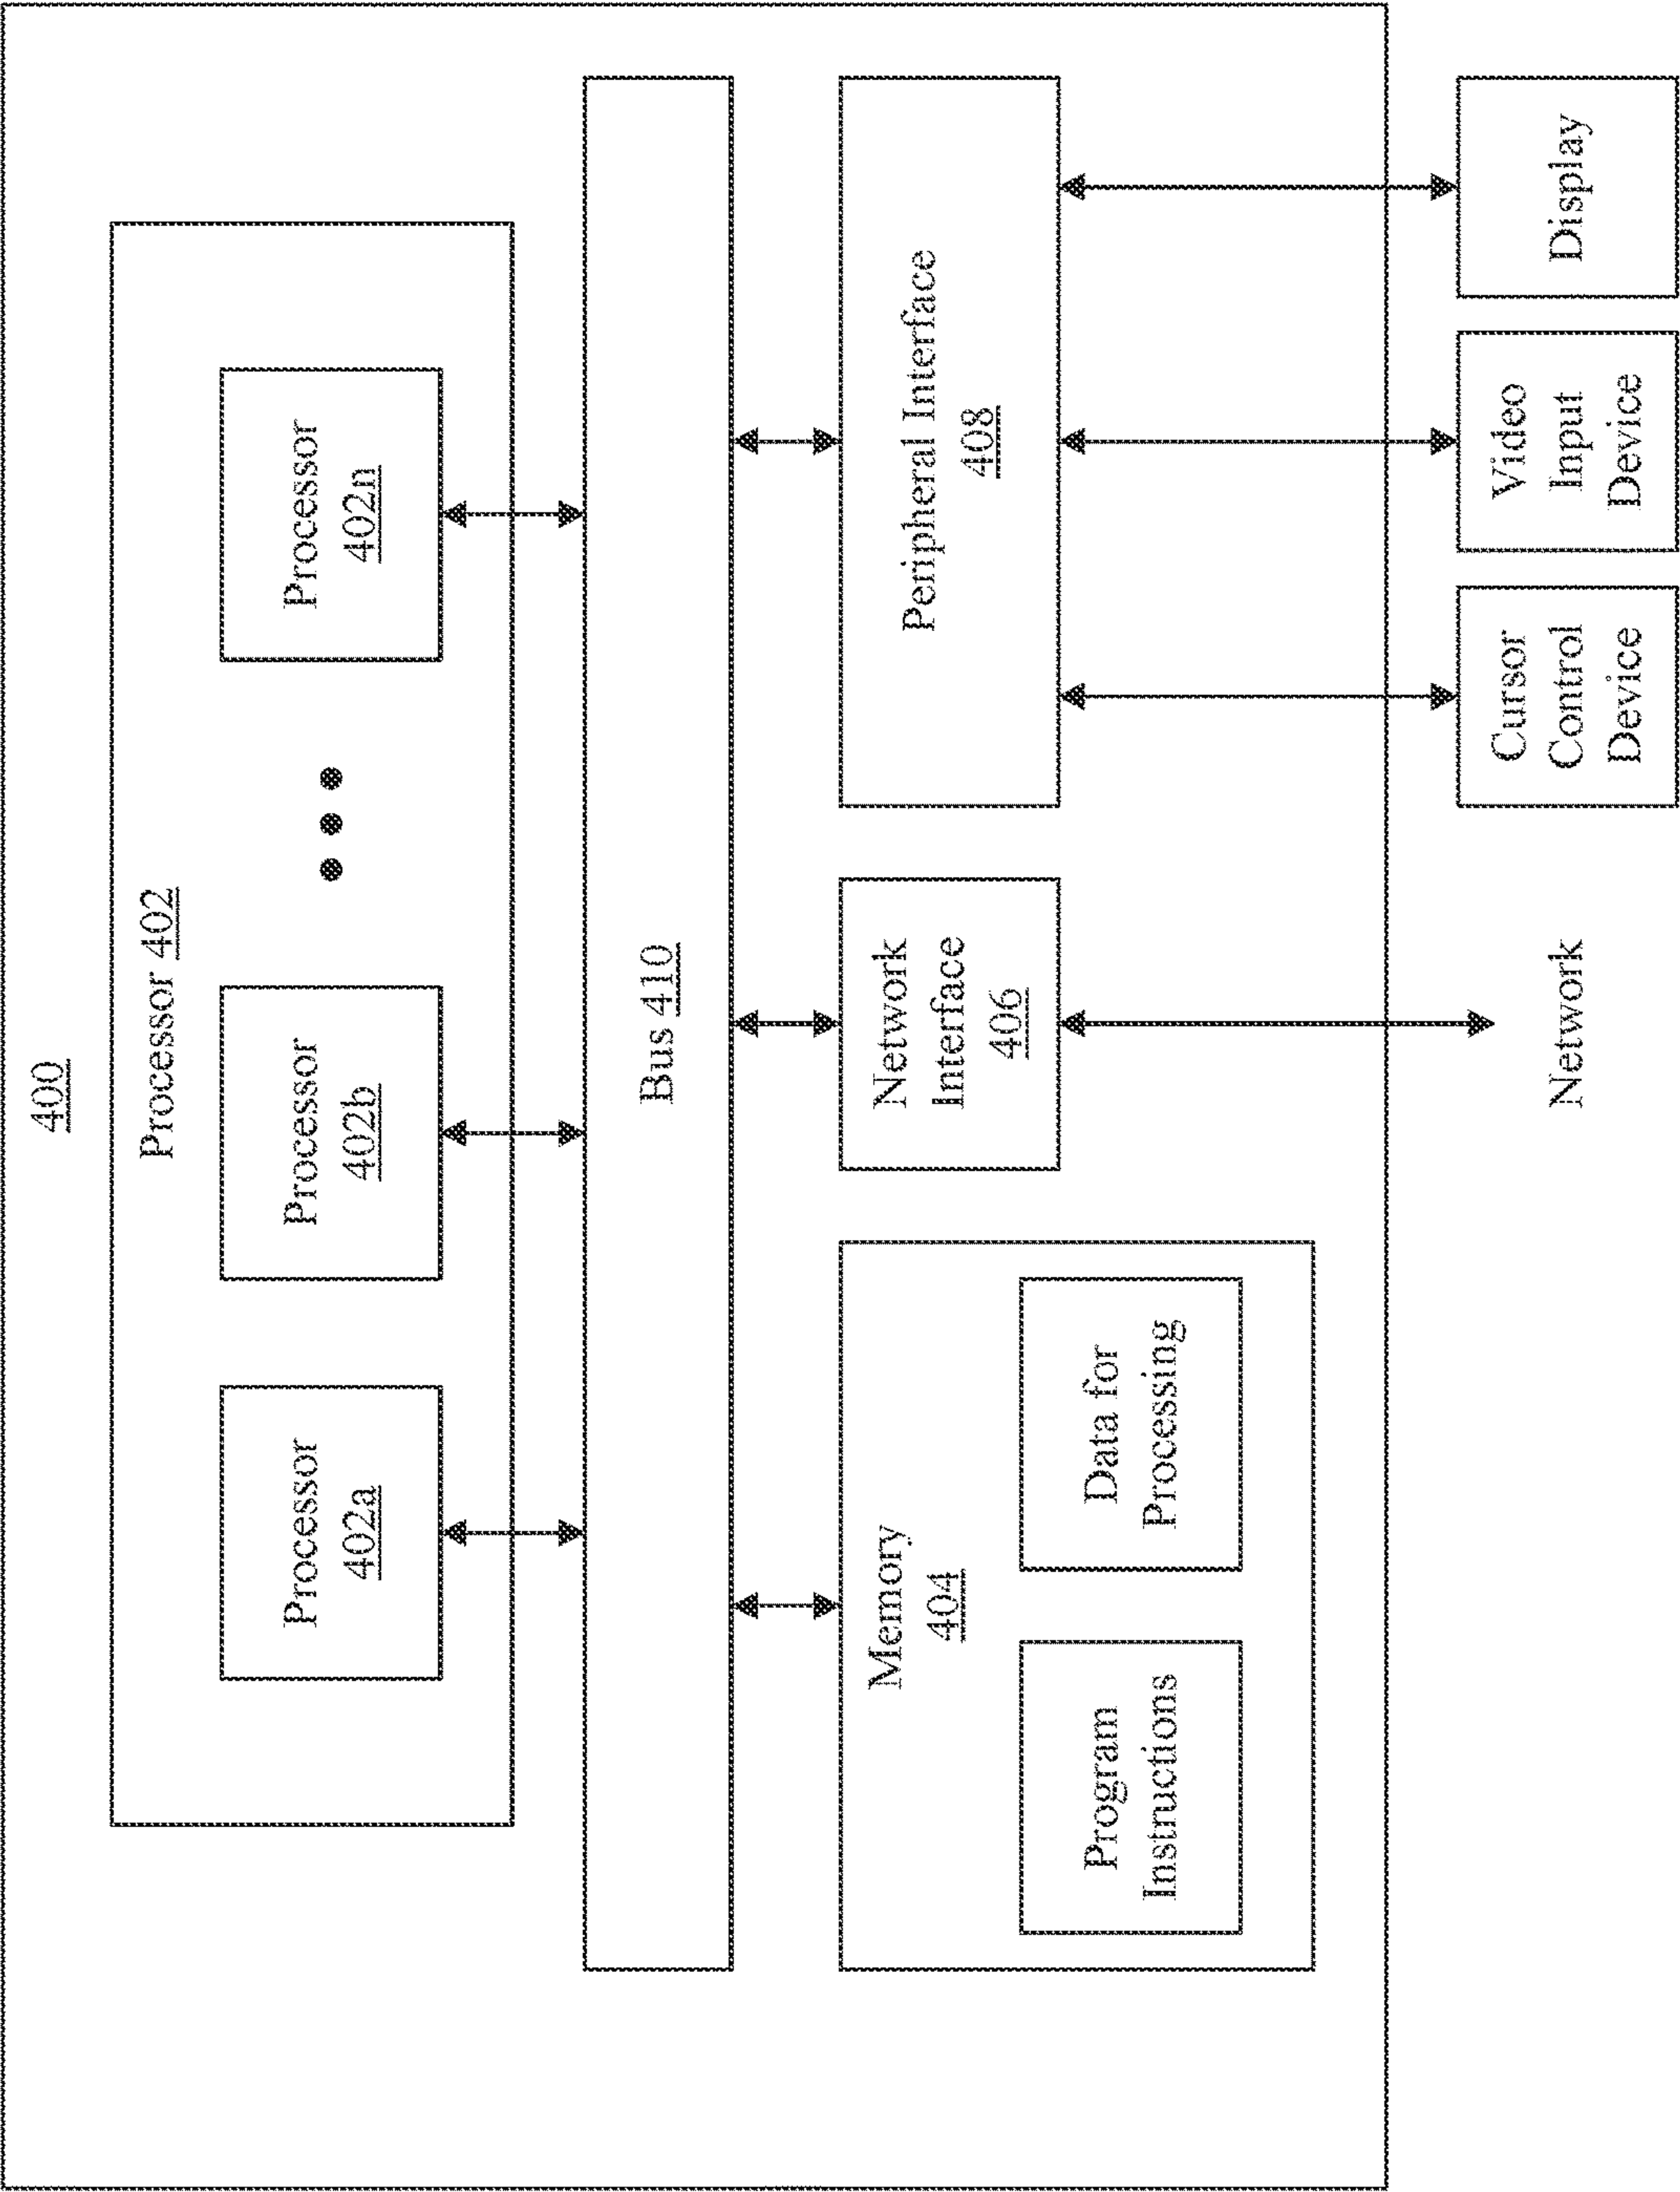 400
Processor 402
Processor
402a
Processor
402b
Processor
402n
Bus 410
Memory
404
Program
Instructions
Data for
Processing
Network
Interface
406
Peripheral Interface
408
Network
Cursor
Control
Device
Video
Input
Device
Display